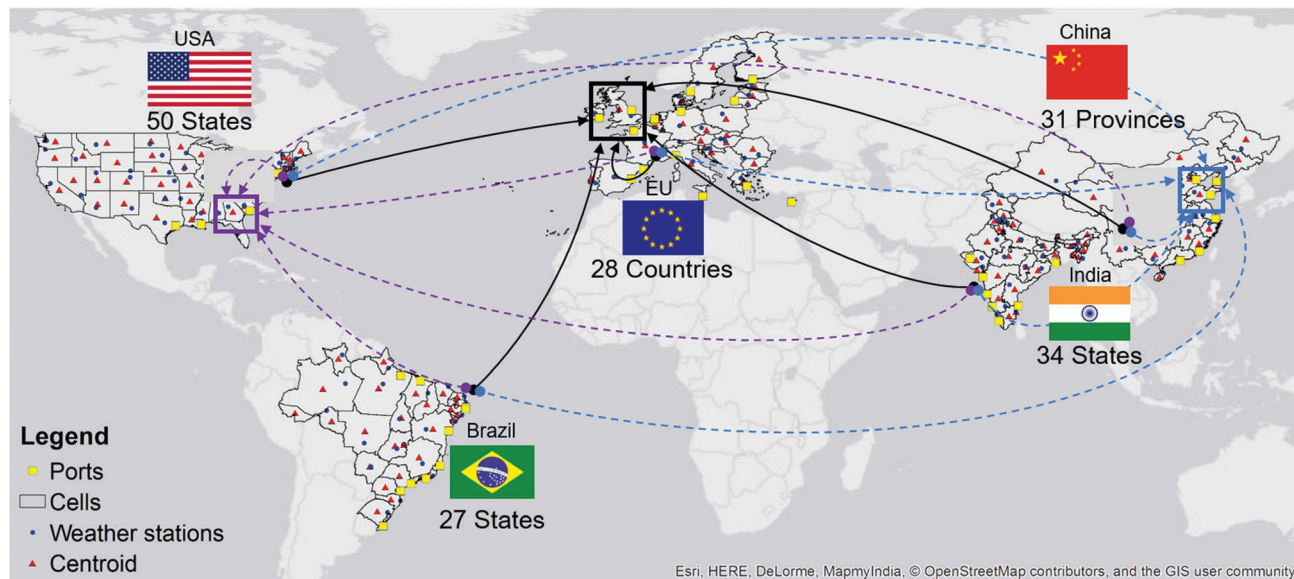 USA
50 States
China
31 Provinces
EU
28 Countries
India
34 States
Brazil
27 States
Legend
Ports
Cells
Weather stations
Centroid
Esri, HERE, DeLorme, MapmyIndia, © OpenStreetMap contributors, and the GIS user community